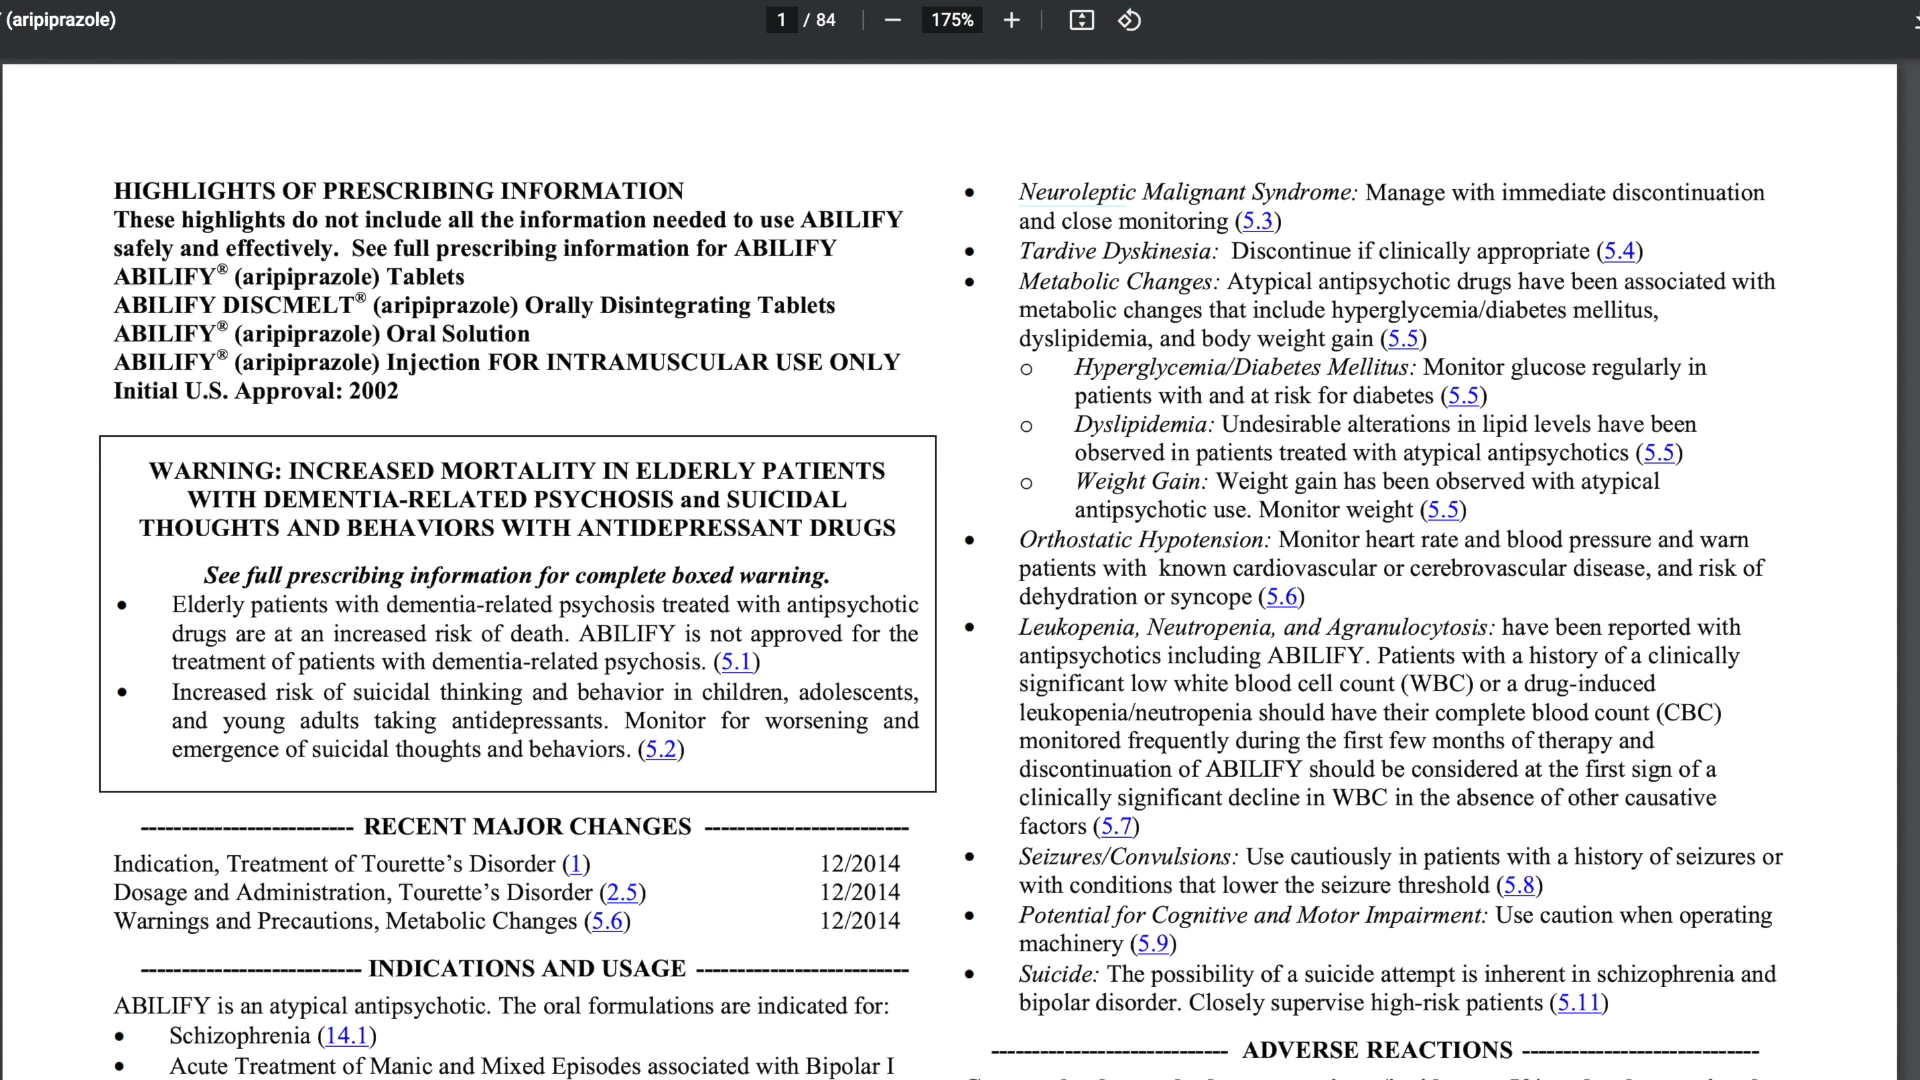 (aripiprazole)
1 / 84
175%
HIGHLIGHTS OF PRESCRIBING INFORMATION
These highlights do not include all the information needed to use ABILIFY
safely and effectively. See full prescribing information for ABILIFY
ABILIFY® (aripiprazole) Tablets
ABILIFY DISCMELT® (aripiprazole) Orally Disintegrating Tablets
ABILIFY® (aripiprazole) Oral Solution
ABILIFY® (aripiprazole) Injection FOR INTRAMUSCULAR USE ONLY
Initial U.S. Approval: 2002
WARNING: INCREASED MORTALITY IN ELDERLY PATIENTS
WITH DEMENTIA-RELATED PSYCHOSIS and SUICIDAL
THOUGHTS AND BEHAVIORS WITH ANTIDEPRESSANT DRUGS
See full prescribing information for complete boxed warning.
• Elderly patients with dementia-related psychosis treated with antipsychotic
drugs are at an increased risk of death. ABILIFY is not approved for the
treatment of patients with dementia-related psychosis. (5.1)
• Increased risk of suicidal thinking and behavior in children, adolescents,
and young adults taking antidepressants. Monitor for worsening and
emergence of suicidal thoughts and behaviors. (5.2)
-------------------------- RECENT MAJOR CHANGES -------------------------
Indication, Treatment of Tourette’s Disorder (1) 12/2014
Dosage and Administration, Tourette’s Disorder (2.5) 12/2014
Warnings and Precautions, Metabolic Changes (5.6) 12/2014
--------------------------- INDICATIONS AND USAGE --------------------------
ABILIFY is an atypical antipsychotic. The oral formulations are indicated for:
• Schizophrenia (14.1)
• Acute Treatment of Manic and Mixed Episodes associated with Bipolar I
• Neuroleptic Malignant Syndrome: Manage with immediate discontinuation
and close monitoring (5.3)
• Tardive Dyskinesia: Discontinue if clinically appropriate (5.4)
• Metabolic Changes: Atypical antipsychotic drugs have been associated with
metabolic changes that include hyperglycemia/diabetes mellitus,
dyslipidemia, and body weight gain (5.5)
o Hyperglycemia/Diabetes Mellitus: Monitor glucose regularly in
patients with and at risk for diabetes (5.5)
o Dyslipidemia: Undesirable alterations in lipid levels have been
observed in patients treated with atypical antipsychotics (5.5)
o Weight Gain: Weight gain has been observed with atypical
antipsychotic use. Monitor weight (5.5)
• Orthostatic Hypotension: Monitor heart rate and blood pressure and warn
patients with known cardiovascular or cerebrovascular disease, and risk of
dehydration or syncope (5.6)
• Leukopenia, Neutropenia, and Agranulocytosis: have been reported with
antipsychotics including ABILIFY. Patients with a history of a clinically
significant low white blood cell count (WBC) or a drug-induced
leukopenia/neutropenia should have their complete blood count (CBC)
monitored frequently during the first few months of therapy and
discontinuation of ABILIFY should be considered at the first sign of a
clinically significant decline in WBC in the absence of other causative
factors (5.7)
• Seizures/Convulsions: Use cautiously in patients with a history of seizures or
with conditions that lower the seizure threshold (5.8)
• Potential for Cognitive and Motor Impairment: Use caution when operating
machinery (5.9)
• Suicide: The possibility of a suicide attempt is inherent in schizophrenia and
bipolar disorder. Closely supervise high-risk patients (5.11)
----------------------------- ADVERSE REACTIONS -----------------------------